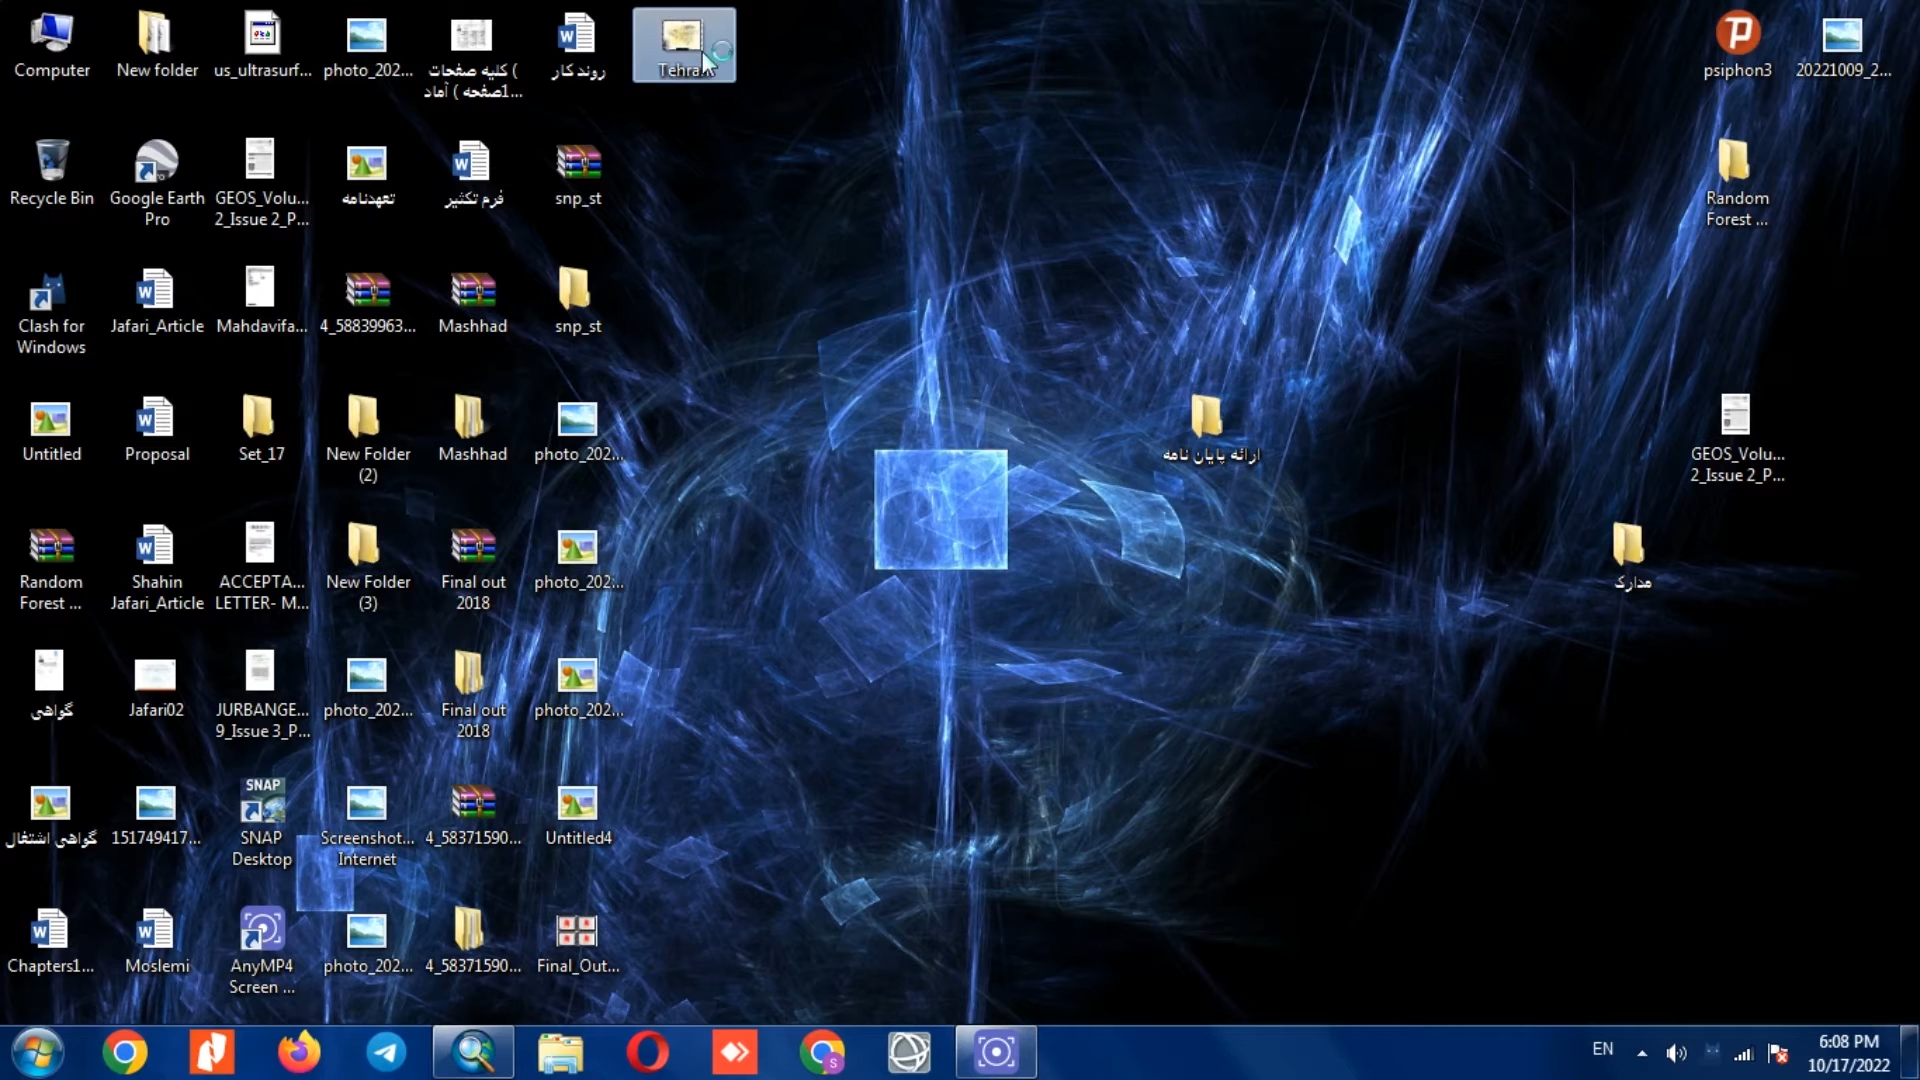 Computer
New folder
us_ultrasurf...
photo_202...
کلیه صفحات (
1صفحه ) آماد...
روند کار
psiphon3
20221009_2...
Recycle Bin
Google Earth
Pro
GEOS_Volu...
2_Issue 2_P...
تعهدنامه
فرم تکثیر
snp_st
Random
Forest ...
Clash for
Windows
Jafari_Article
Mahdavifa...
4_58839963...
Mashhad
snp_st
Untitled
Proposal
Set_17
New Folder
(2)
Mashhad
photo_202...
ارائه پایان نامه
GEOS_Volu...
2_Issue 2_P...
Random
Forest ...
Shahin
Jafari_Article
ACCEPTA...
LETTER- M...
New Folder
(3)
Final out
2018
photo_202...
مدارک
گواهی
Jafari02
JURBANGE...
9_Issue 3_P...
photo_202...
Final out
2018
photo_202...
SNAP
گواهی اشتغال
151749417...
SNAP
Desktop
Screenshot...
Internet
4_58371590...
Untitled4
Chapters1...
Moslemi
AnyMP4
Screen ...
photo_202...
4_58371590...
Final_Out...
EN
6:08 PM
10/17/2022